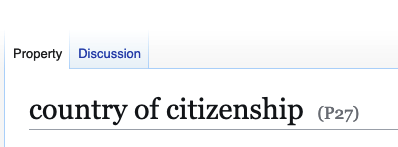 Property Discussion
country of citizenship (P27)